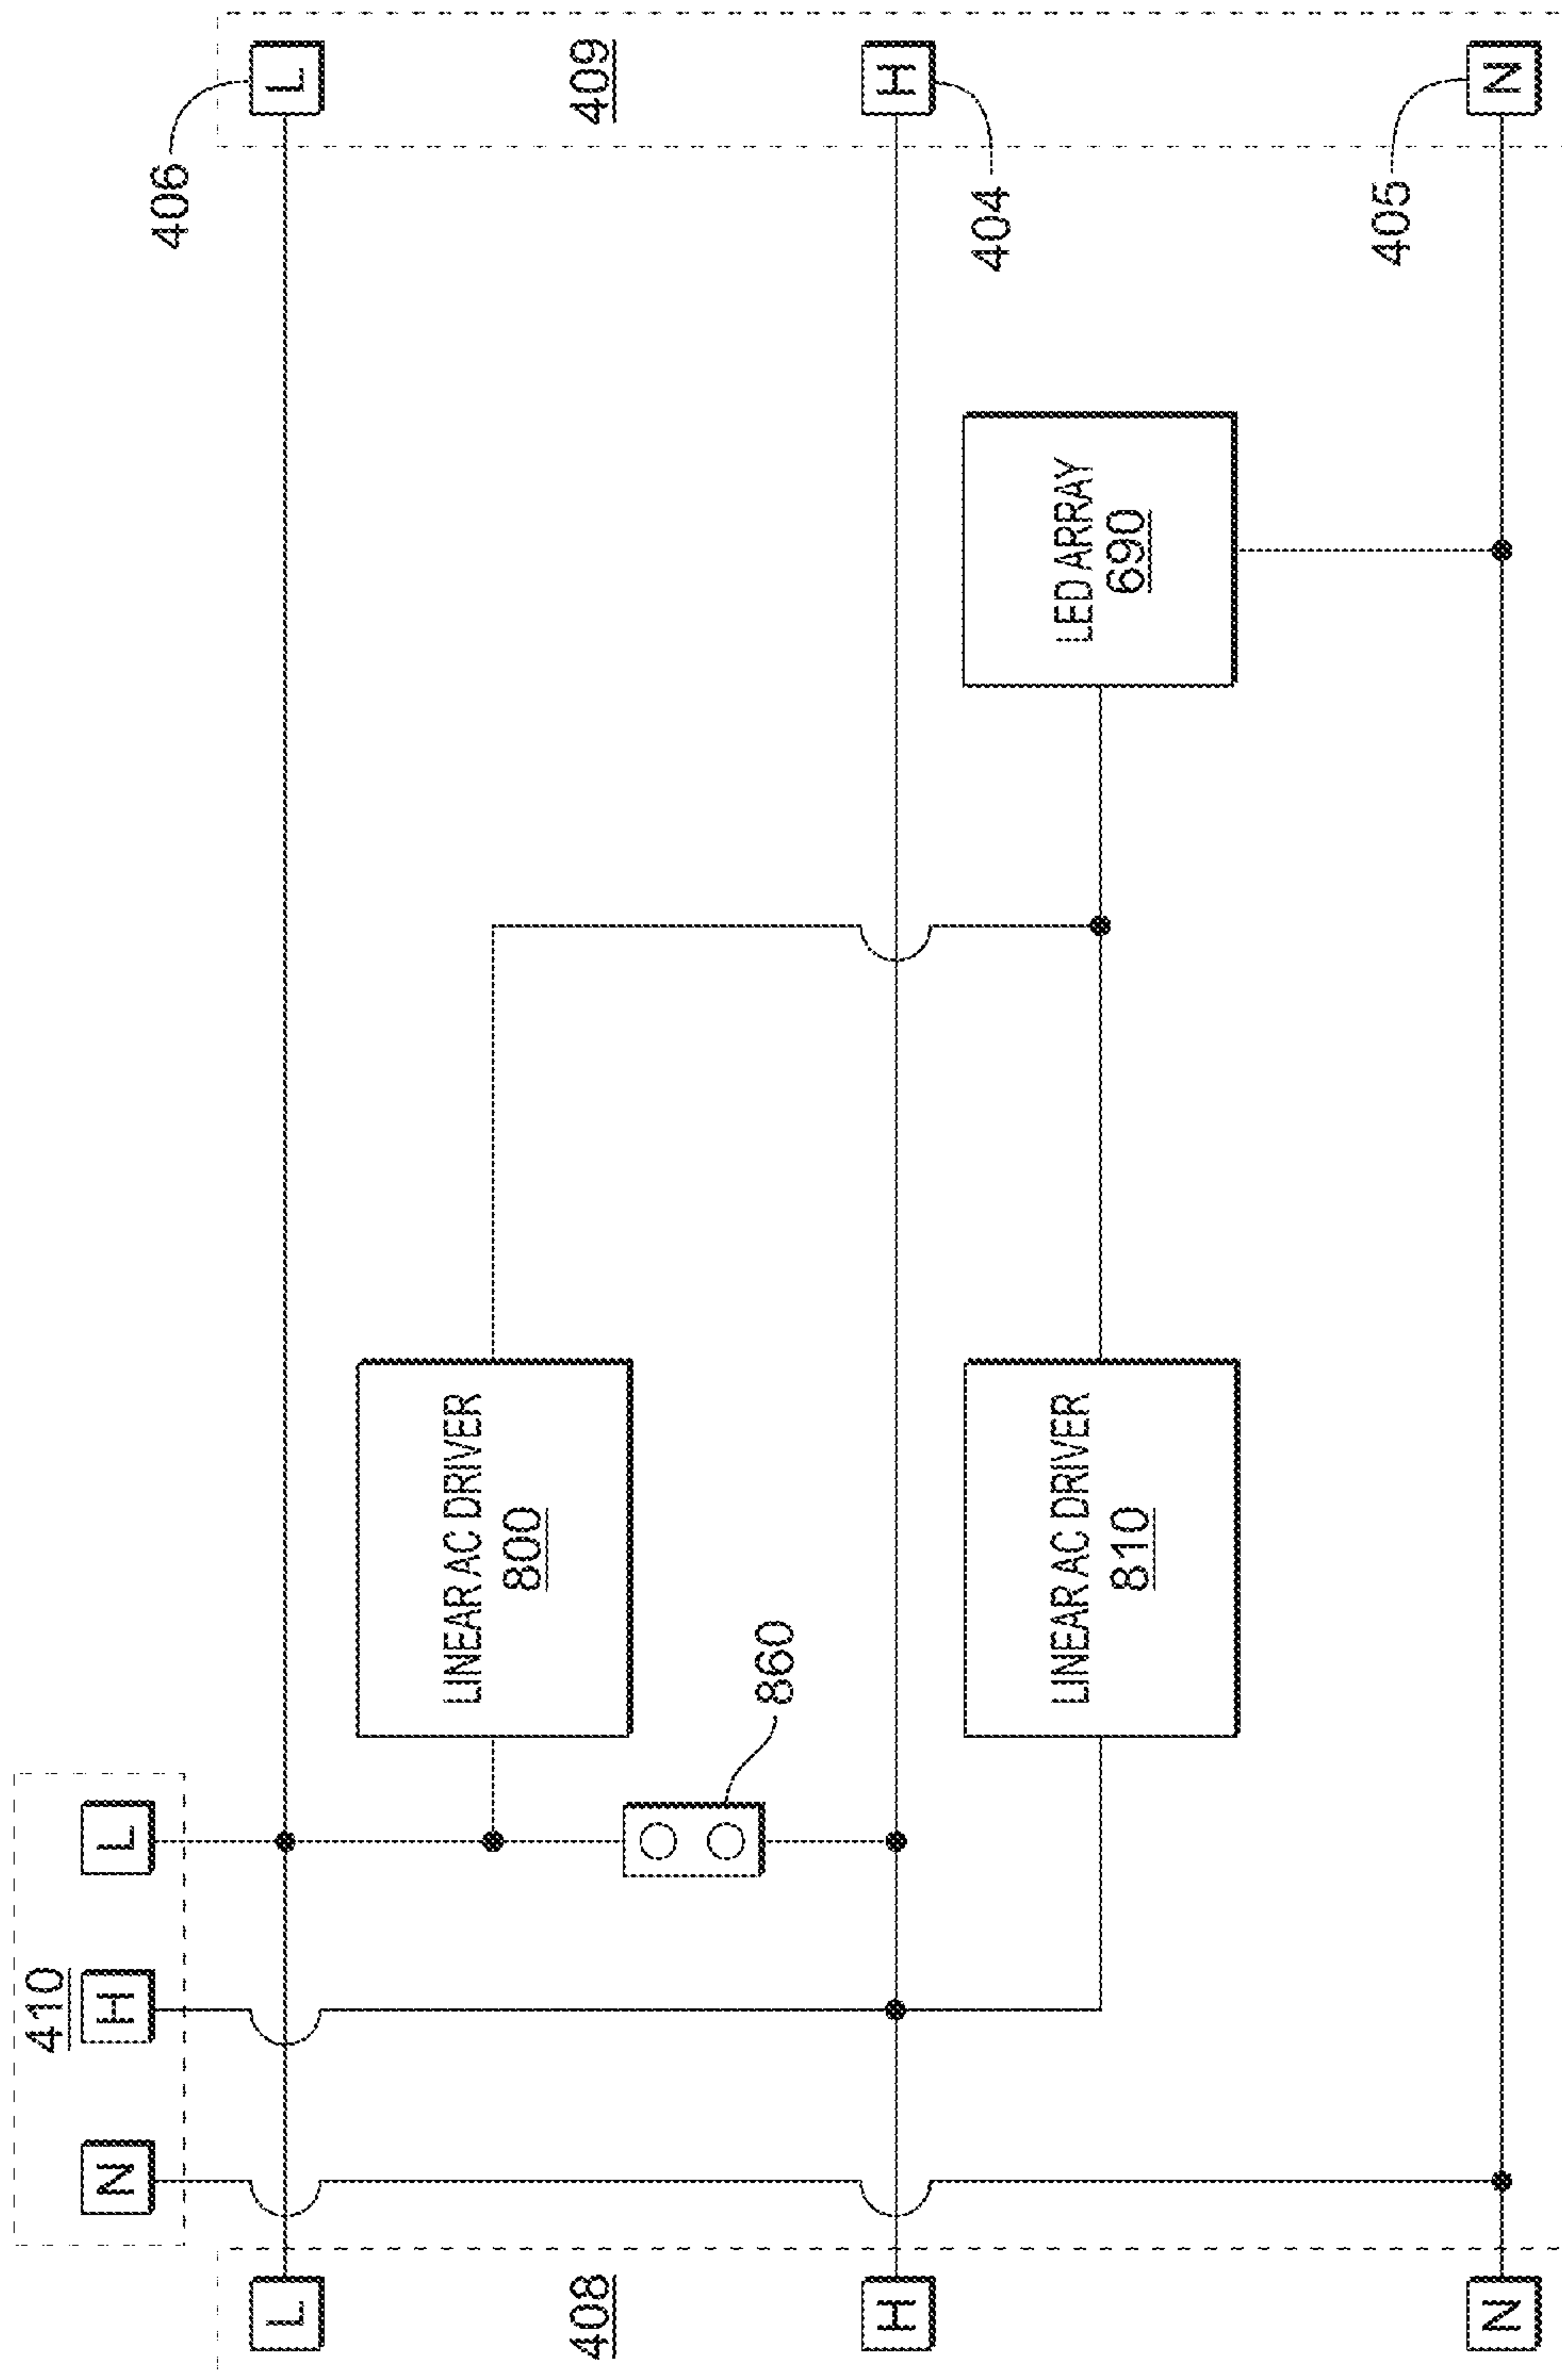 410
N
H
L
L
408
H
N
860
LINEAR AC DRIVER
800
LINEAR AC DRIVER
810
LED ARRAY
690
406
L
409
H
404
405
N